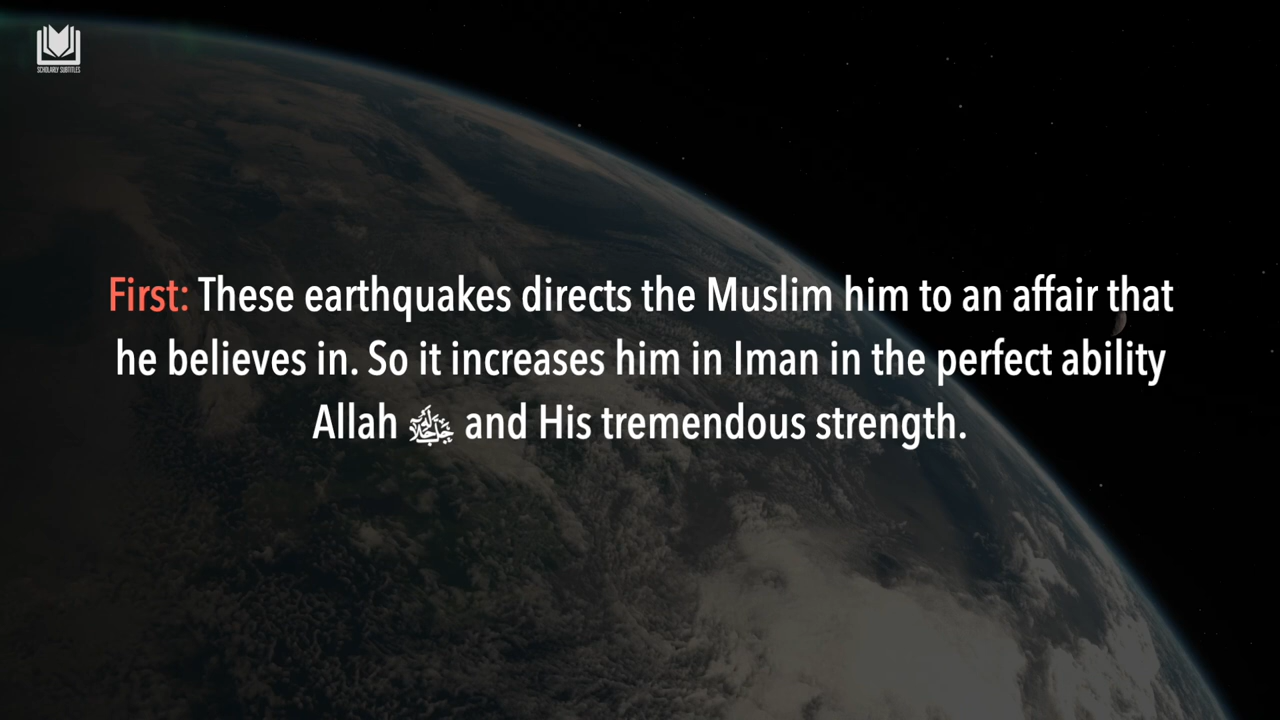 SCHOLARLY SUBTITLES
First: These earthquakes directs the Muslim him to an affair that
he believes in. So it increases him in Iman in the perfect ability
Allah ﷻ and His tremendous strength.